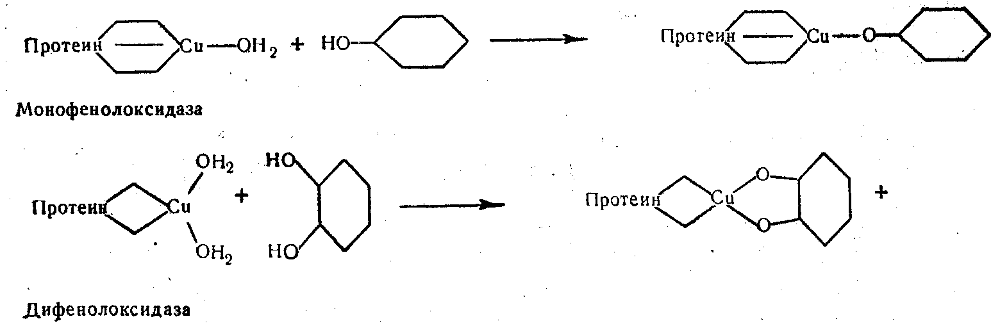 Протеин Cu—OH₂ + HO → Протеин Cu—O
Монофенолоксидаза
OH₂ HO
Протеин Cu + → Протеин Cu O O +
OH₂ HO
Дифенолоксидаза